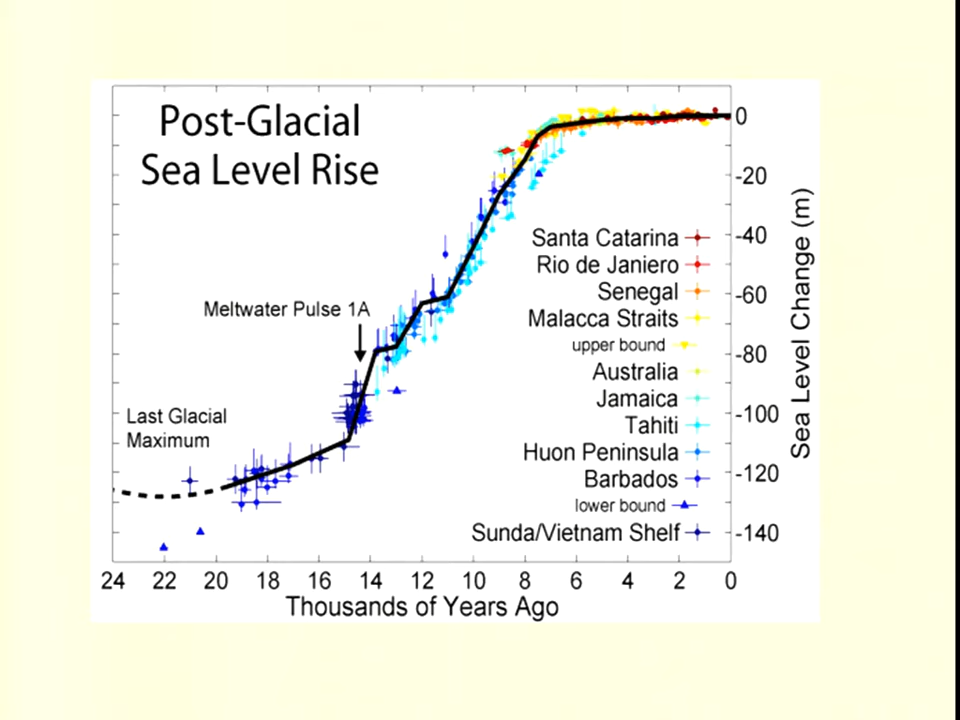 Post-Glacial
Sea Level Rise
Meltwater Pulse 1A
Last Glacial
Maximum
Santa Catarina
Rio de Janiero
Senegal
Malacca Straits
upper bound
Australia
Jamaica
Tahiti
Huon Peninsula
Barbados
lower bound
Sunda/Vietnam Shelf
0
-20
-40
-60
-80
-100
-120
-140
Sea Level Change (m)
24 22 20 18 16 14 12 10 8 6 4 2 0
Thousands of Years Ago